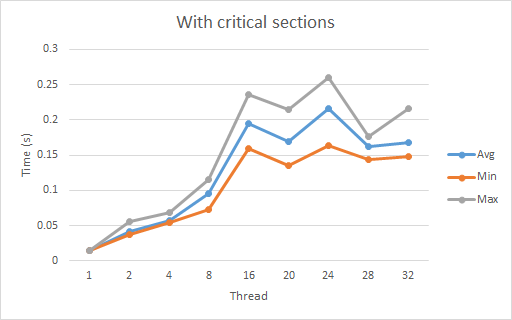 With critical sections
0.3
0.25
0.2
0.15
0.1
0.05
0
Time (s)
1 2 4 8 16 20 24 28 32
Thread
Avg
Min
Max